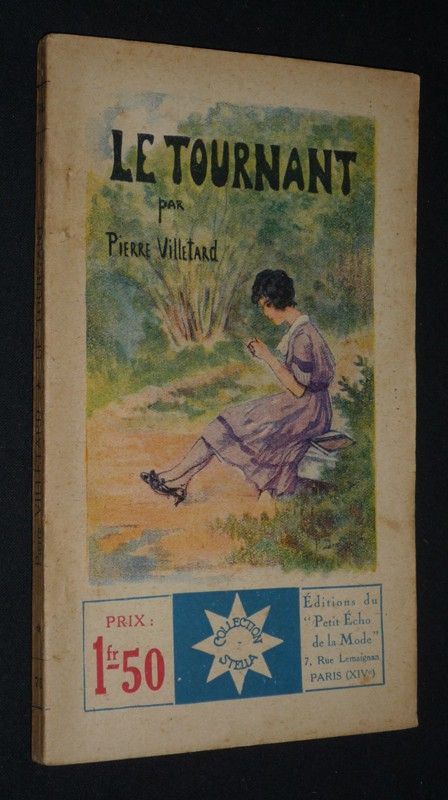 LE TOURNANT
PAR
PIERRE VILLETARD
PRIX :
1fr-50
COLLECTION
STELLA
Éditions du
"Petit Écho
de la Mode"
7, Rue Lemaignan
PARIS (XIVe)